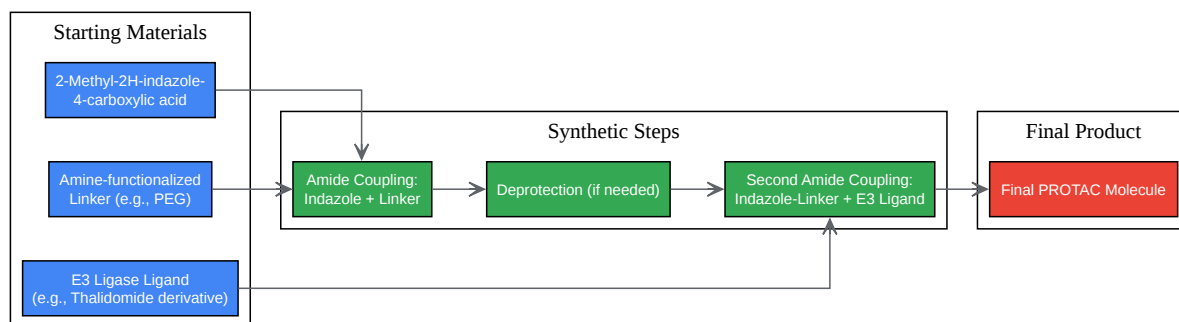 Starting Materials
2-Methyl-2H-indazole-
4-carboxylic acid
Amine-functionalized
Linker (e.g., PEG)
E3 Ligase Ligand
(e.g., Thalidomide derivative)
Synthetic Steps
Amide Coupling:
Indazole + Linker
Deprotection (if needed)
Second Amide Coupling:
Indazole-Linker + E3 Ligand
Final Product
Final PROTAC Molecule